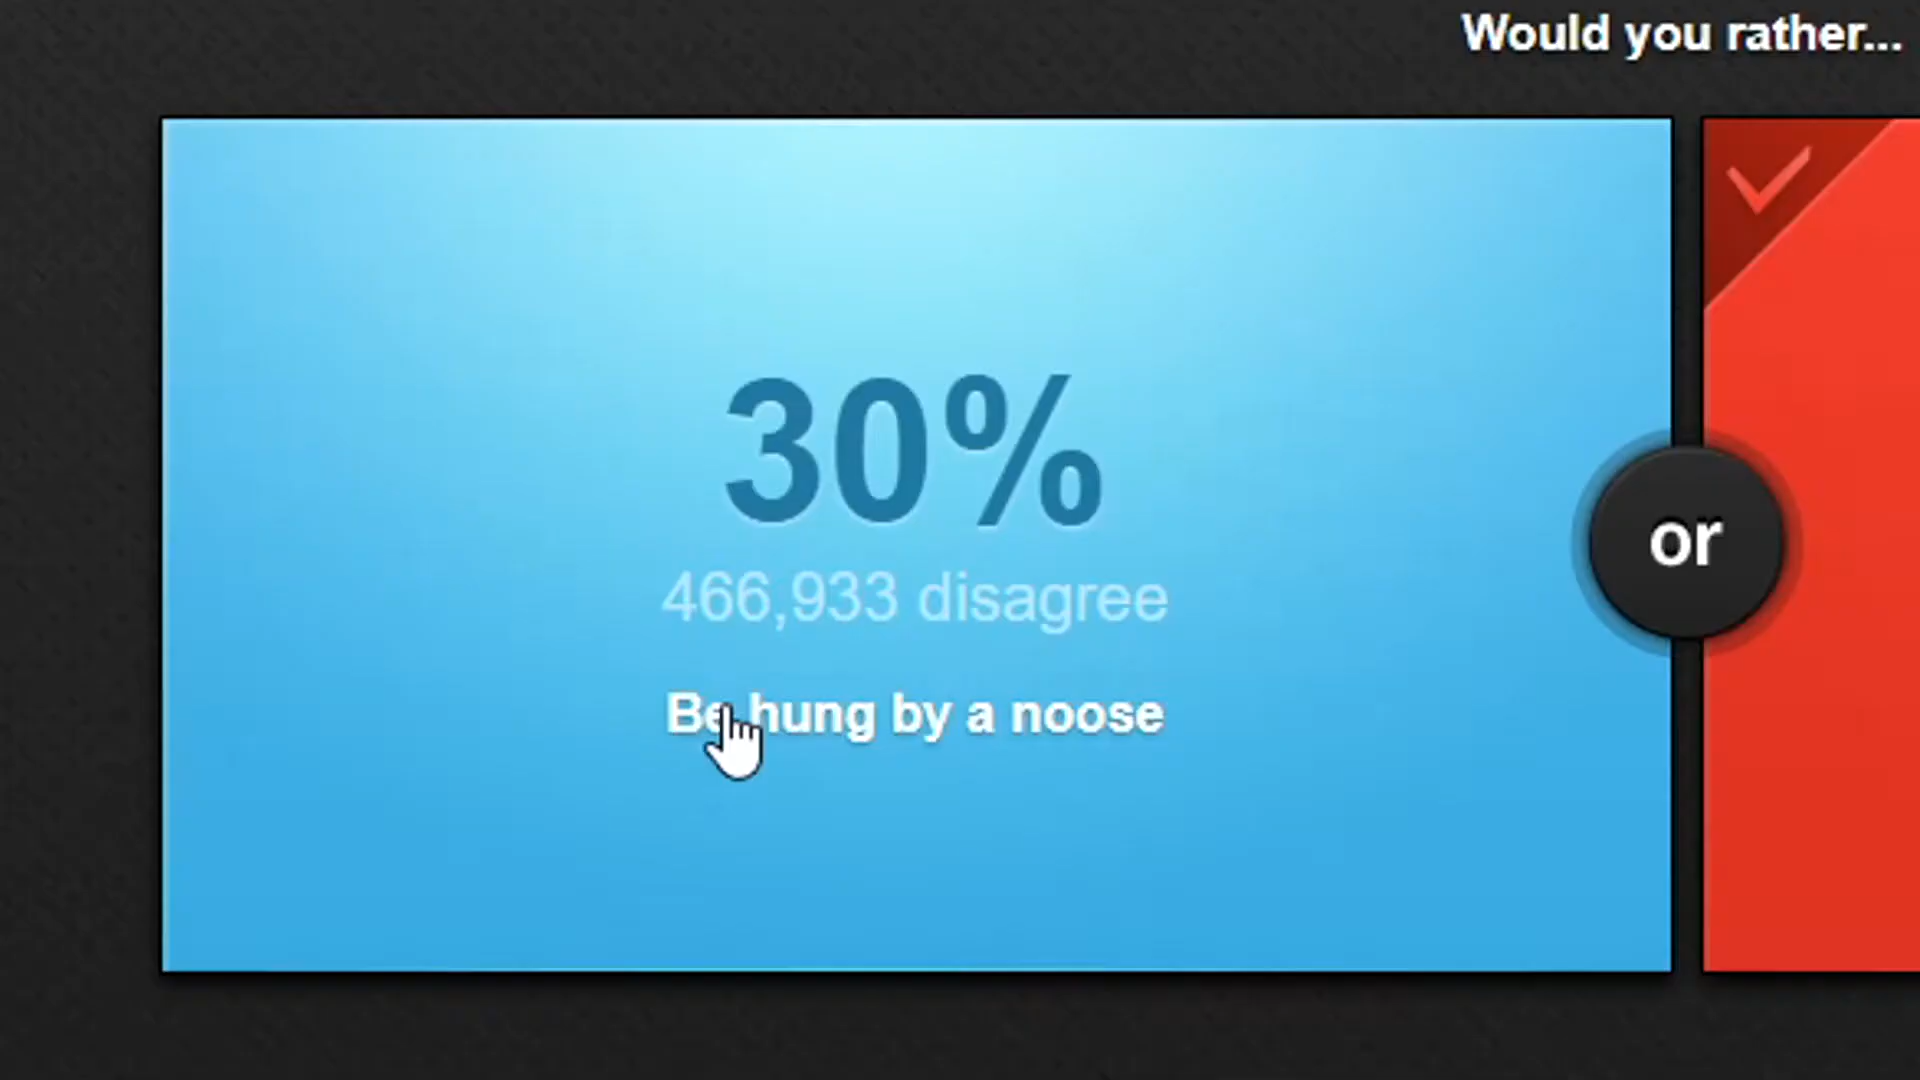 Would you rather...
30%
466,933 disagree
Be hung by a noose
or